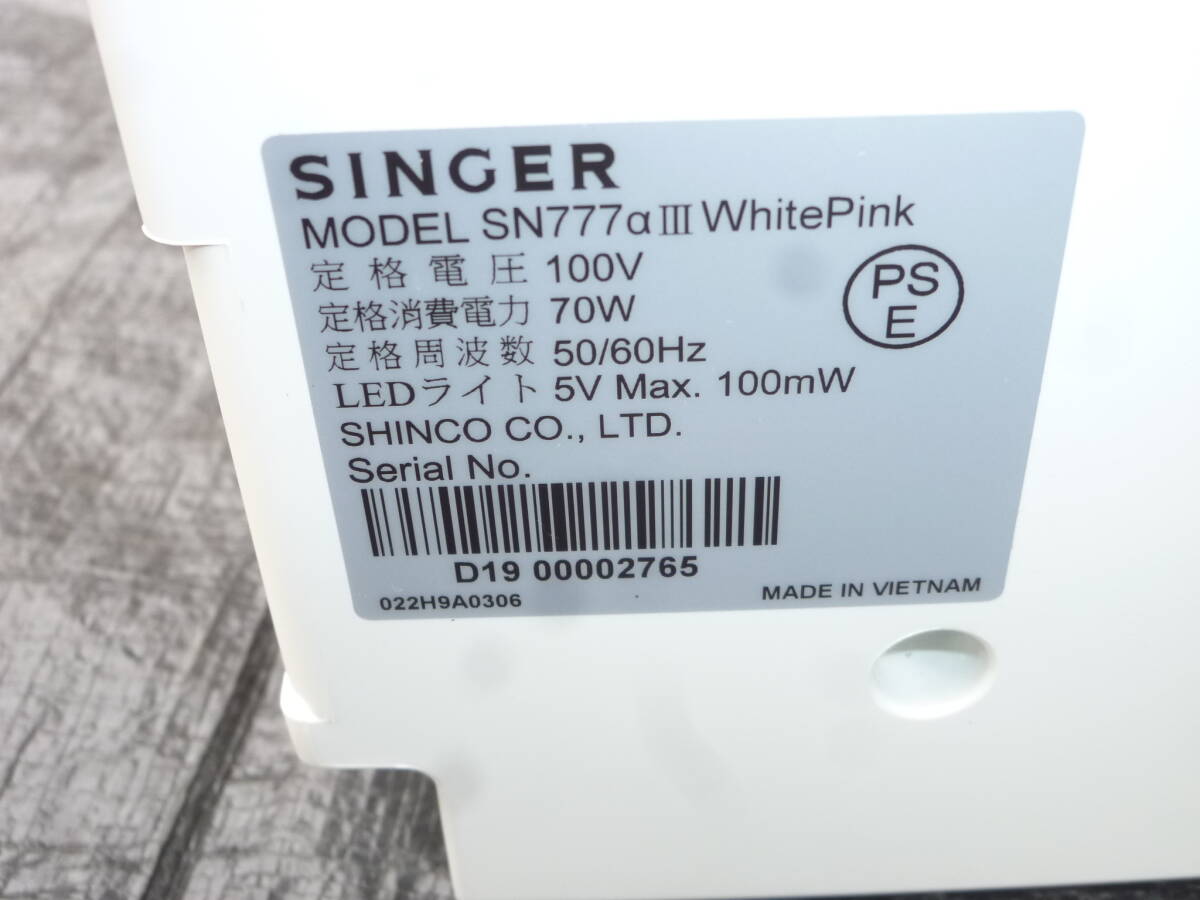 SINGER
MODEL SN777αⅢ WhitePink
定格電圧 100V
定格消費電力 70W
定格周波数 50/60Hz
LEDライト 5V Max. 100mW
PS
E
SHINCO CO., LTD.
Serial No.
D19 00002765
022H9A0306
MADE IN VIETNAM